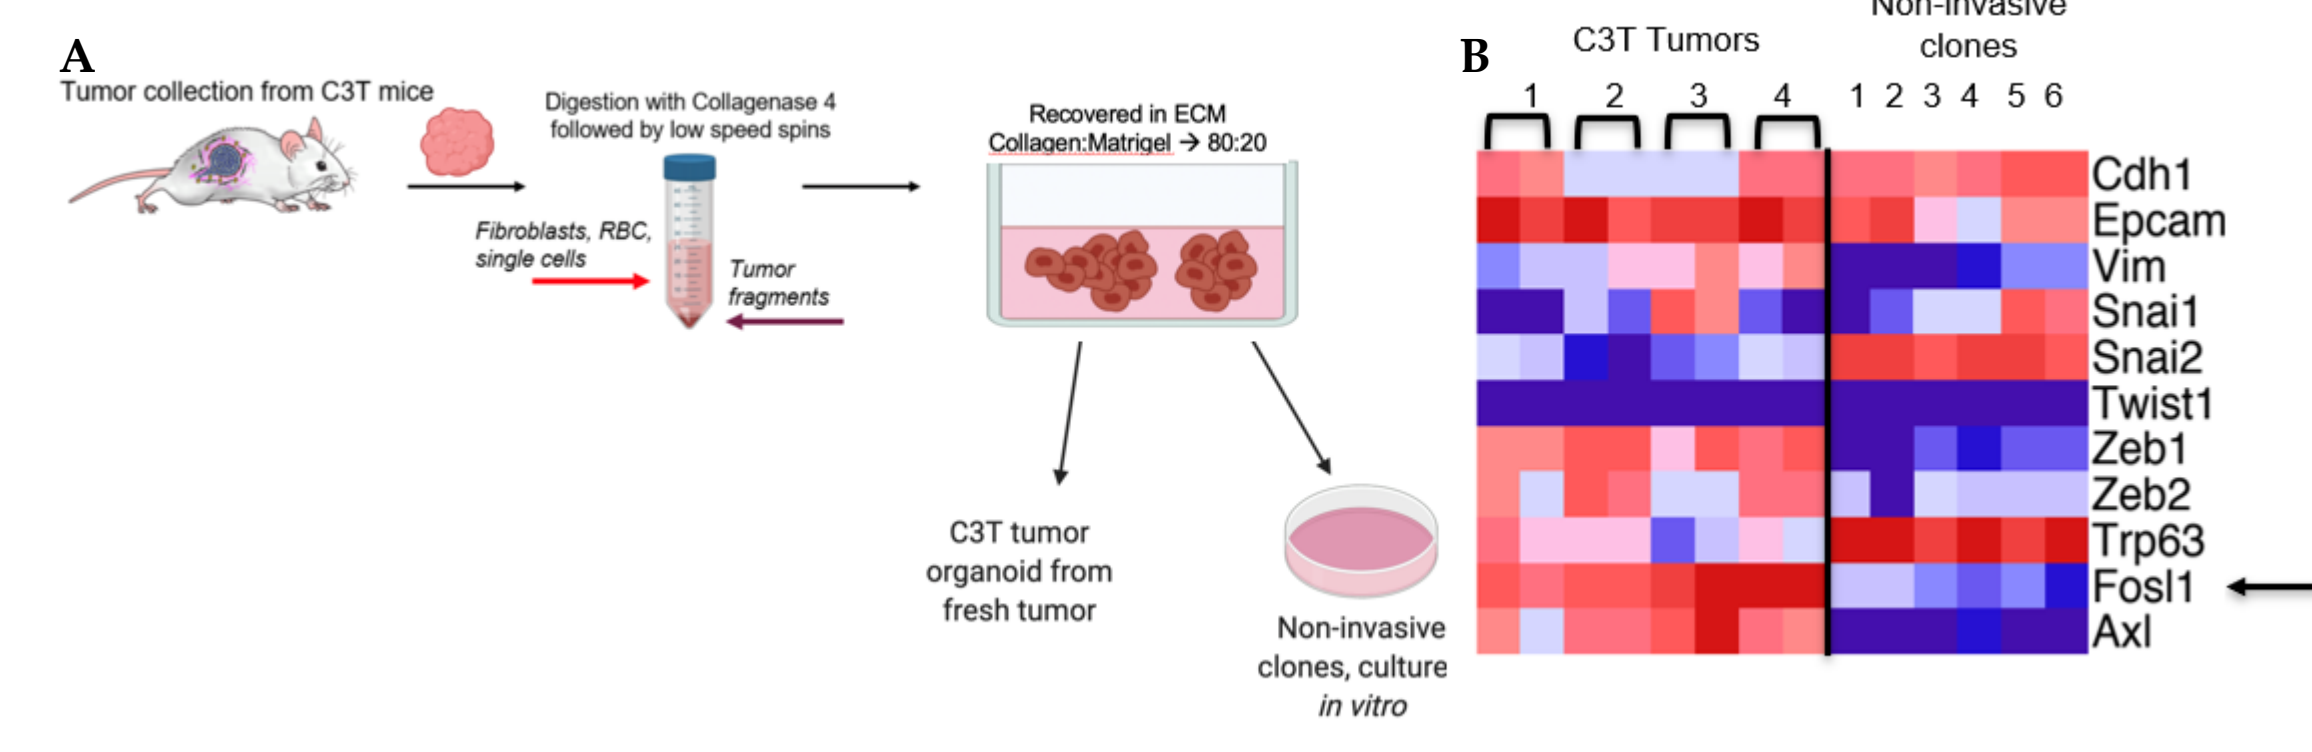 A
Tumor collection from C3T mice
Digestion with Collagenase 4
followed by low speed spins
Fibroblasts, RBC,
single cells
Tumor
fragments
Recovered in ECM
Collagen:Matrigel → 80:20
C3T tumor
organoid from
fresh tumor
Non-invasive
clones, culture
in vitro
B
C3T Tumors
Non-invasive
clones
1 2 3 4 1 2 3 4 5 6
Cdh1
Epcam
Vim
Snai1
Snai2
Twist1
Zeb1
Zeb2
Trp63
Fosl1
Axl